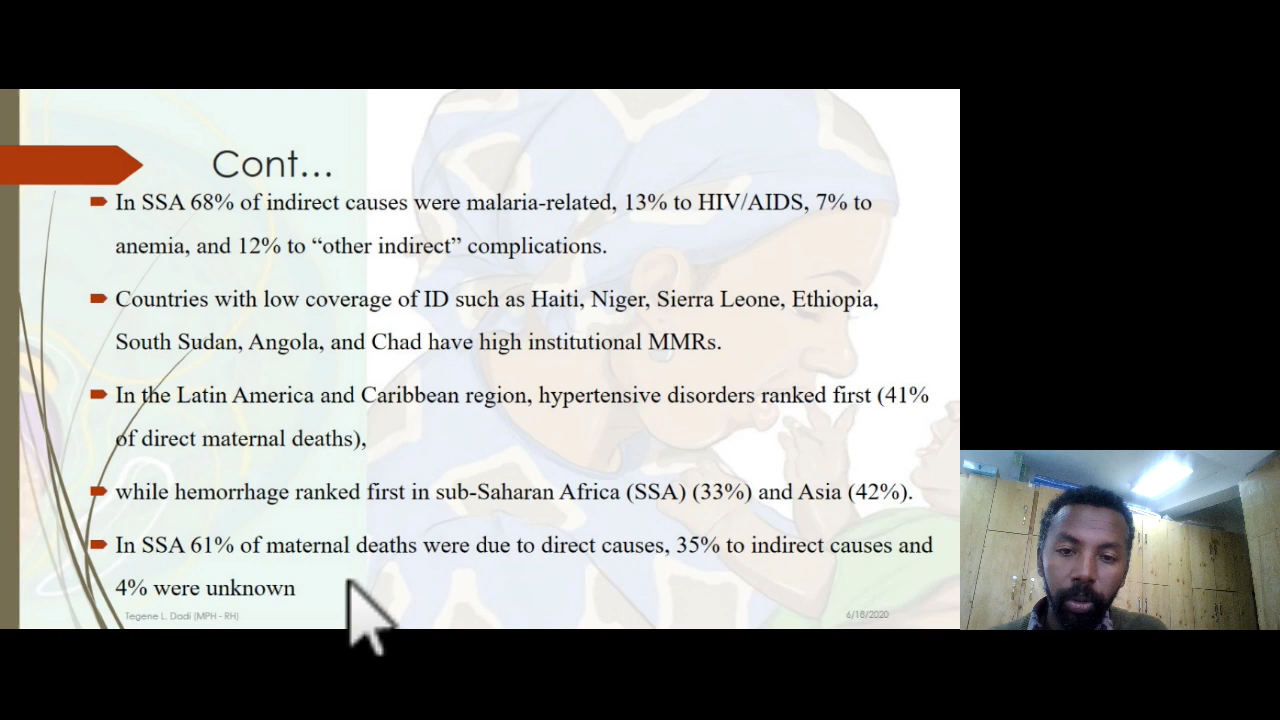 Cont…
In SSA 68% of indirect causes were malaria-related, 13% to HIV/AIDS, 7% to
anemia, and 12% to “other indirect” complications.
Countries with low coverage of ID such as Haiti, Niger, Sierra Leone, Ethiopia,
South Sudan, Angola, and Chad have high institutional MMRs.
In the Latin America and Caribbean region, hypertensive disorders ranked first (41%
of direct maternal deaths),
while hemorrhage ranked first in sub-Saharan Africa (SSA) (33%) and Asia (42%).
In SSA 61% of maternal deaths were due to direct causes, 35% to indirect causes and
4% were unknown
Tegene L. Dadi (MPH - RH)
6/18/2020